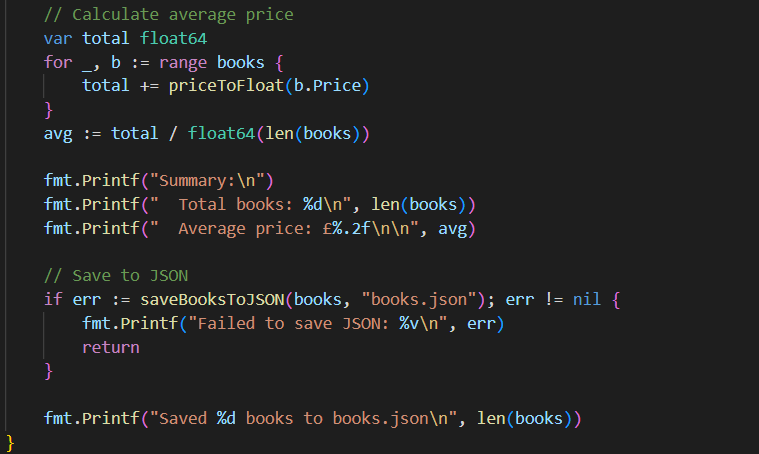 // Calculate average price
var total float64
for _, b := range books {
    total += priceToFloat(b.Price)
}
avg := total / float64(len(books))

fmt.Printf("Summary:\n")
fmt.Printf("  Total books: %d\n", len(books))
fmt.Printf("  Average price: £%.2f\n\n", avg)

// Save to JSON
if err := saveBooksToJSON(books, "books.json"); err != nil {
    fmt.Printf("Failed to save JSON: %v\n", err)
    return
}

fmt.Printf("Saved %d books to books.json\n", len(books))
}